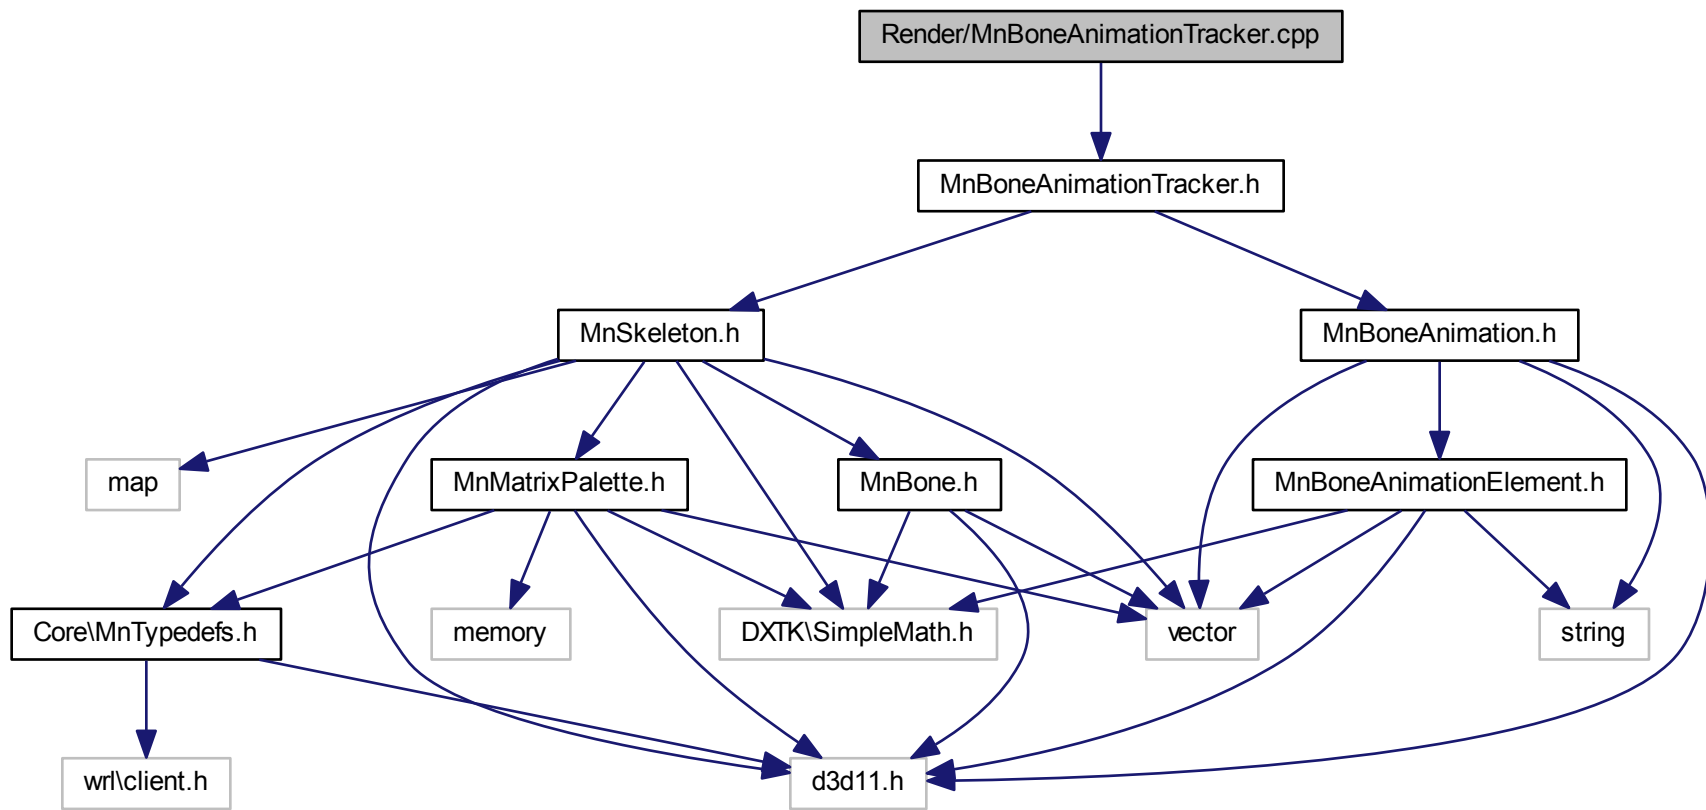 Render/MnBoneAnimationTracker.cpp
MnBoneAnimationTracker.h
MnSkeleton.h
MnBoneAnimation.h
map
MnMatrixPalette.h
MnBone.h
MnBoneAnimationElement.h
Core\MnTypedefs.h
memory
DXTK\SimpleMath.h
vector
string
wrl\client.h
d3d11.h